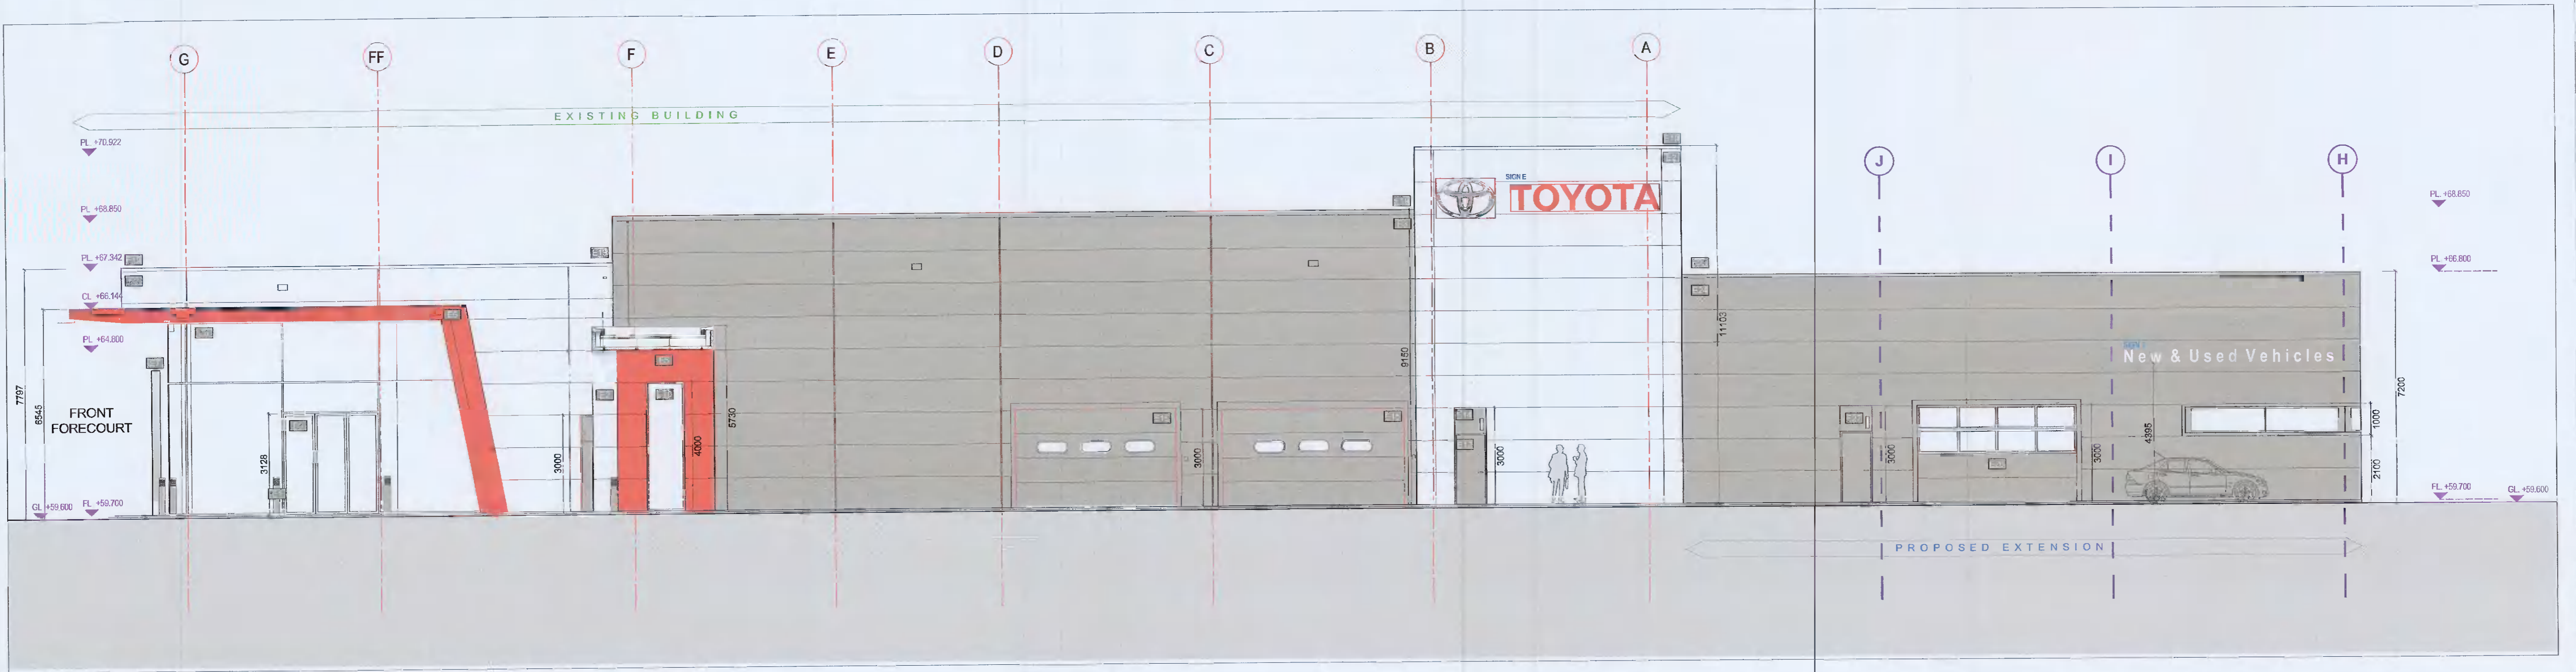 G
FF
F
E
D
C
B
A
EXISTING BUILDING
PL. +70.922
J
I
H
SIGN E
TOYOTA
PL. +68.850
PL. +68.850
PL. +67.342
PL. +66.800
CL. +66.144
PL. +64.800
11103
9150
New & Used Vehicles
7797
6545
FRONT
FORECOURT
5730
4000
7200
1000
3128
3000
3000
3000
3000
3000
4395
2100
GL. +59.600
FL. +59.700
FL. +59.700
GL. +59.600
PROPOSED EXTENSION